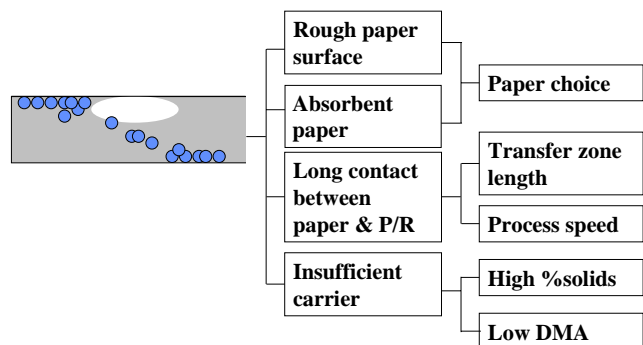 Rough paper
surface
Absorbent
paper
Long contact
between
paper & P/R
Insufficient
carrier
Paper choice
Transfer zone
length
Process speed
High %solids
Low DMA